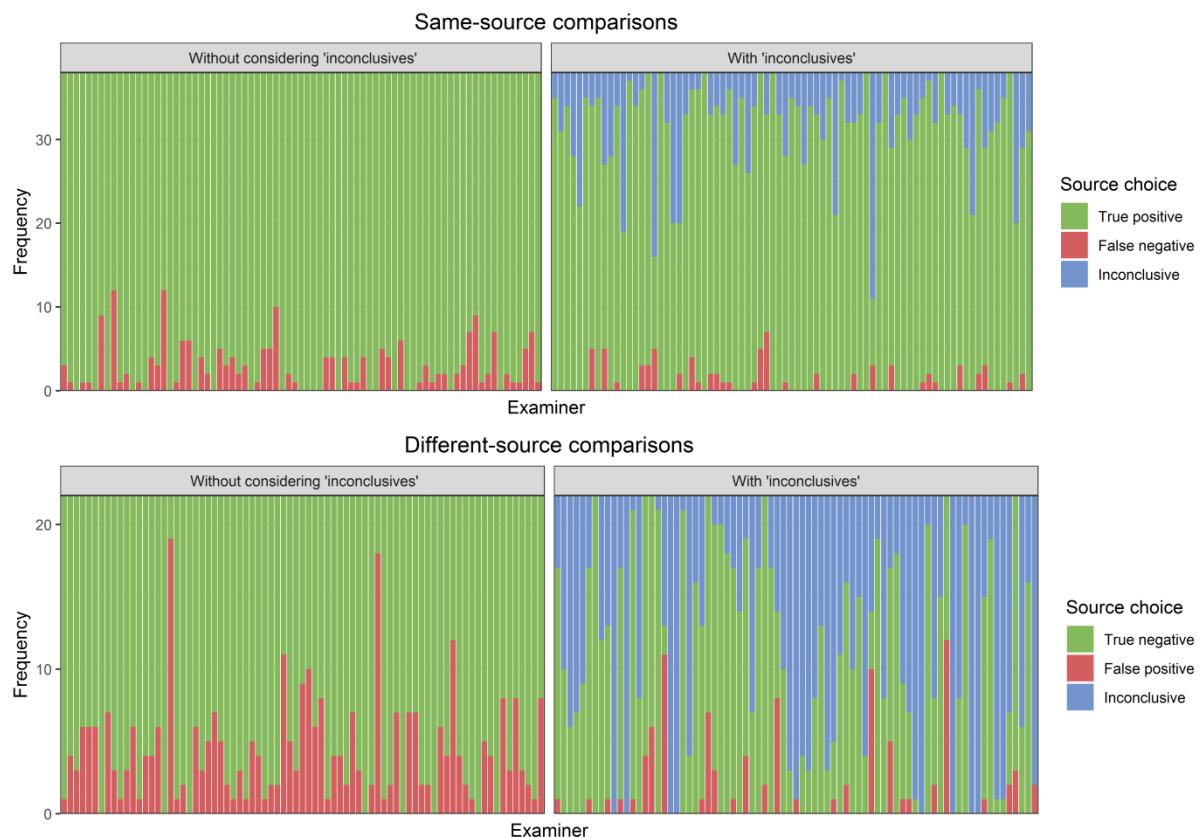 Same-source comparisons
Without considering 'inconclusives'
With 'inconclusives'
Frequency
30
20
10
0
Examiner
Source choice
True positive
False negative
Inconclusive
Different-source comparisons
Without considering 'inconclusives'
With 'inconclusives'
Frequency
20
10
0
Examiner
Source choice
True negative
False positive
Inconclusive